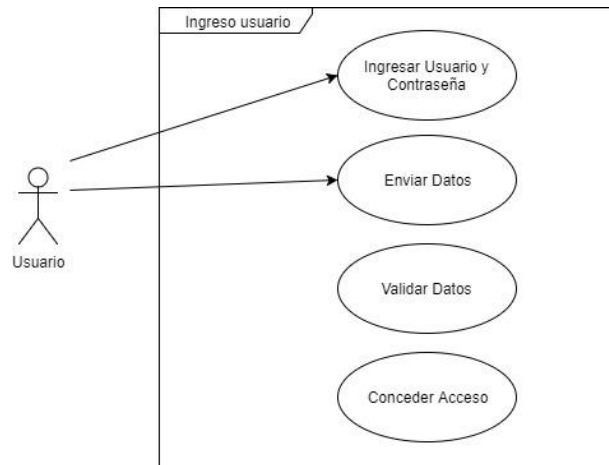 Ingreso usuario
Ingresar Usuario y
Contraseña
Enviar Datos
Usuario
Validar Datos
Conceder Acceso